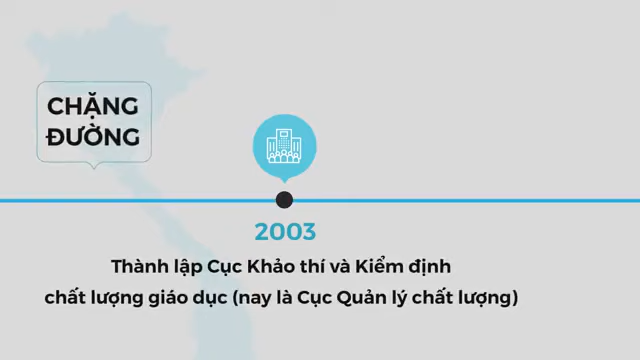 CHẶNG
ĐƯỜNG
2003
Thành lập Cục Khảo thí và Kiểm định
chất lượng giáo dục (nay là Cục Quản lý chất lượng)